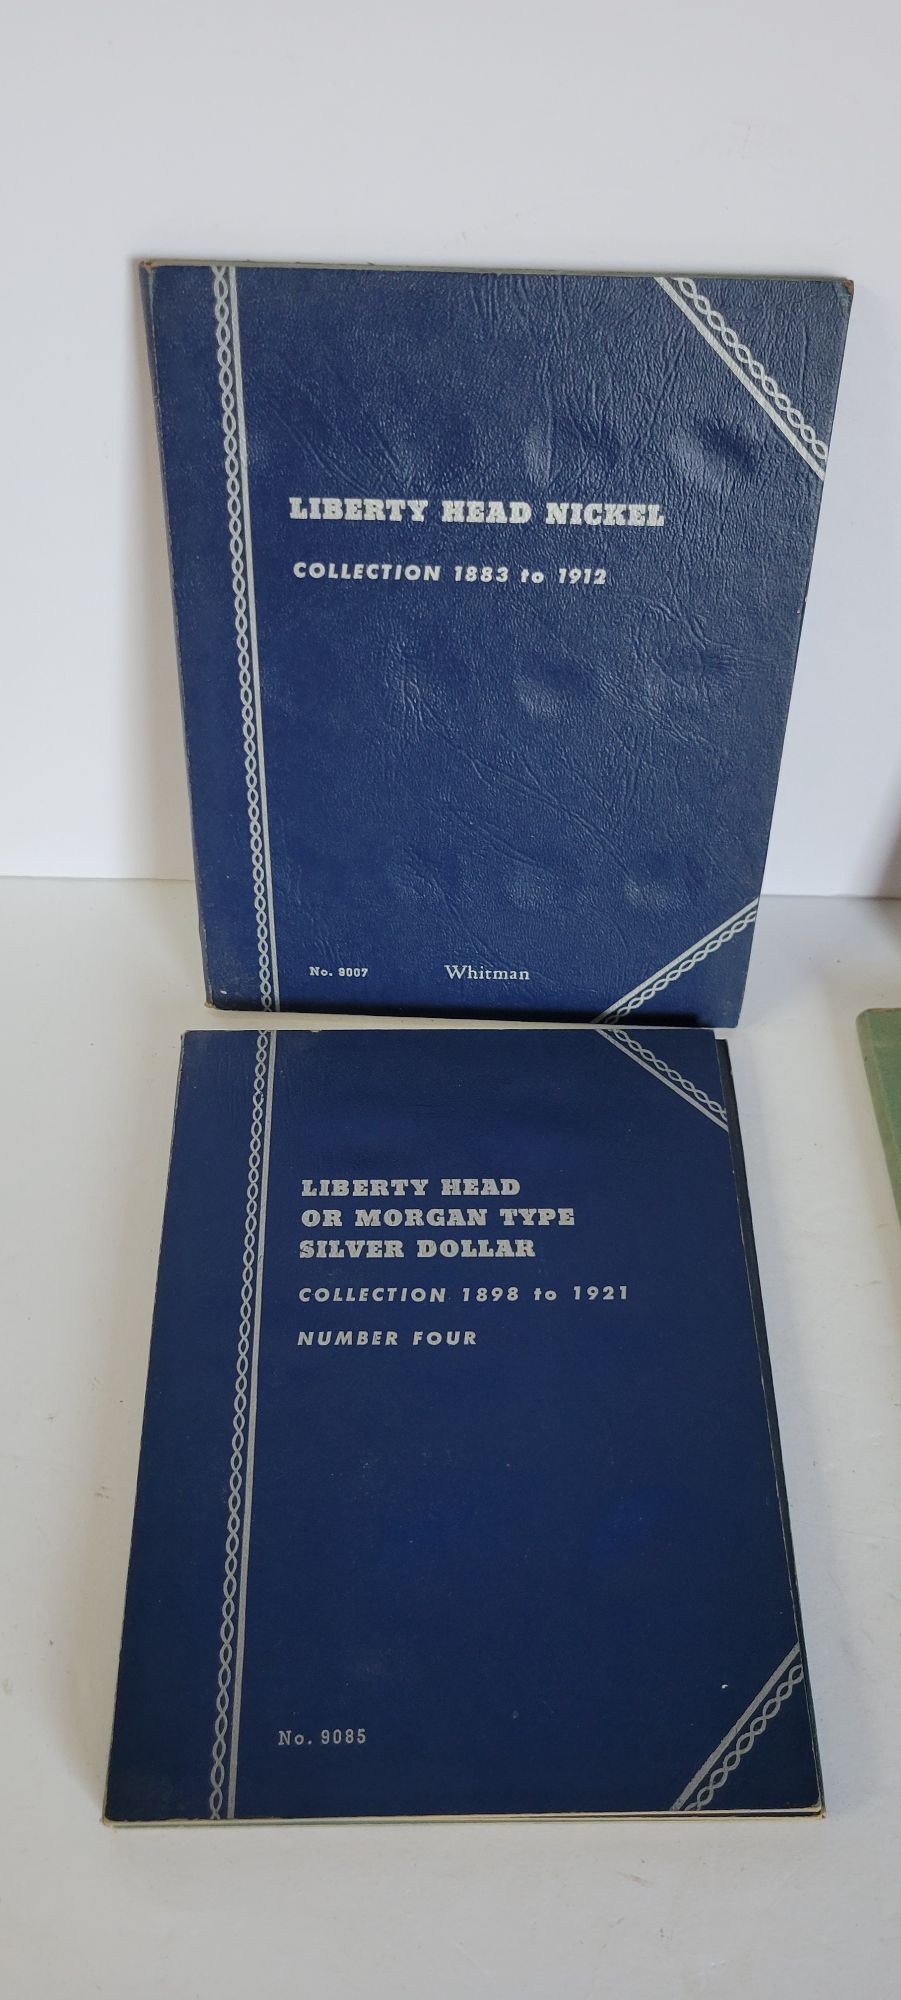 LIBERTY HEAD NICKEL
COLLECTION 1883 to 1912
No. 9007 Whitman
LIBERTY HEAD
OR MORGAN TYPE
SILVER DOLLAR
COLLECTION 1898 to 1921
NUMBER FOUR
No. 9085